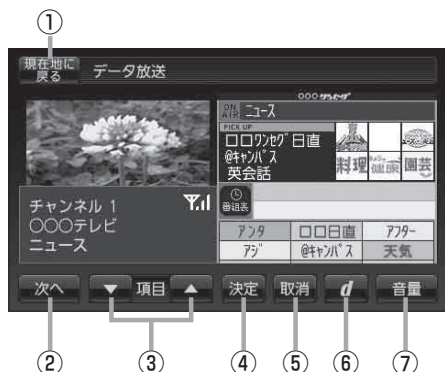 ①
現在地に
戻る
データ放送
○○○ワンセグ
ON AIR ニュース
PICK UP
□□ワンセグ 日直
@キャンパス
英会話
料理
健康
園芸
番組表
チャンネル 1
○○○テレビ
ニュース
アンタ □□日直 アフター
アジ @キャンパス 天気
次へ ▼ 項目 ▲ 決定 取消 d 音量
② ③ ④ ⑤ ⑥ ⑦